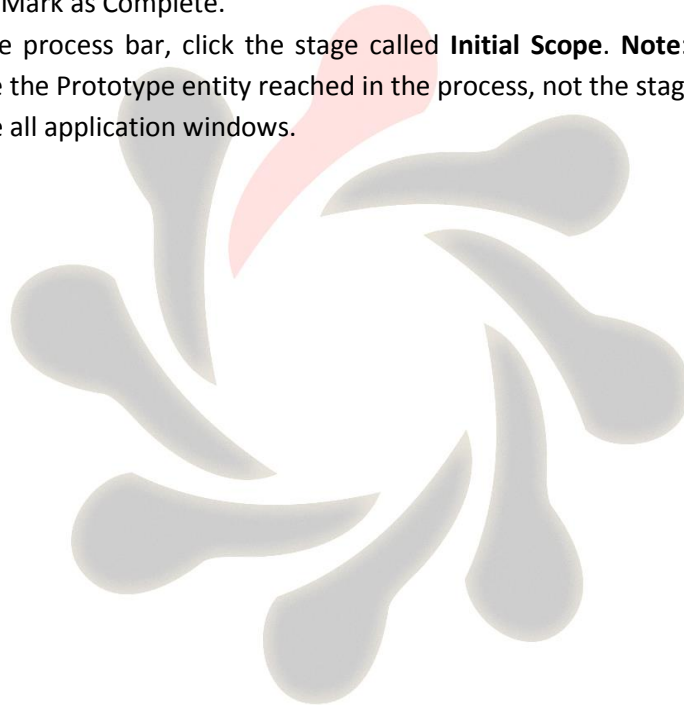 Mark as Complete.
e process bar, click the stage called Initial Scope. Note:
e the Prototype entity reached in the process, not the stag
e all application windows.